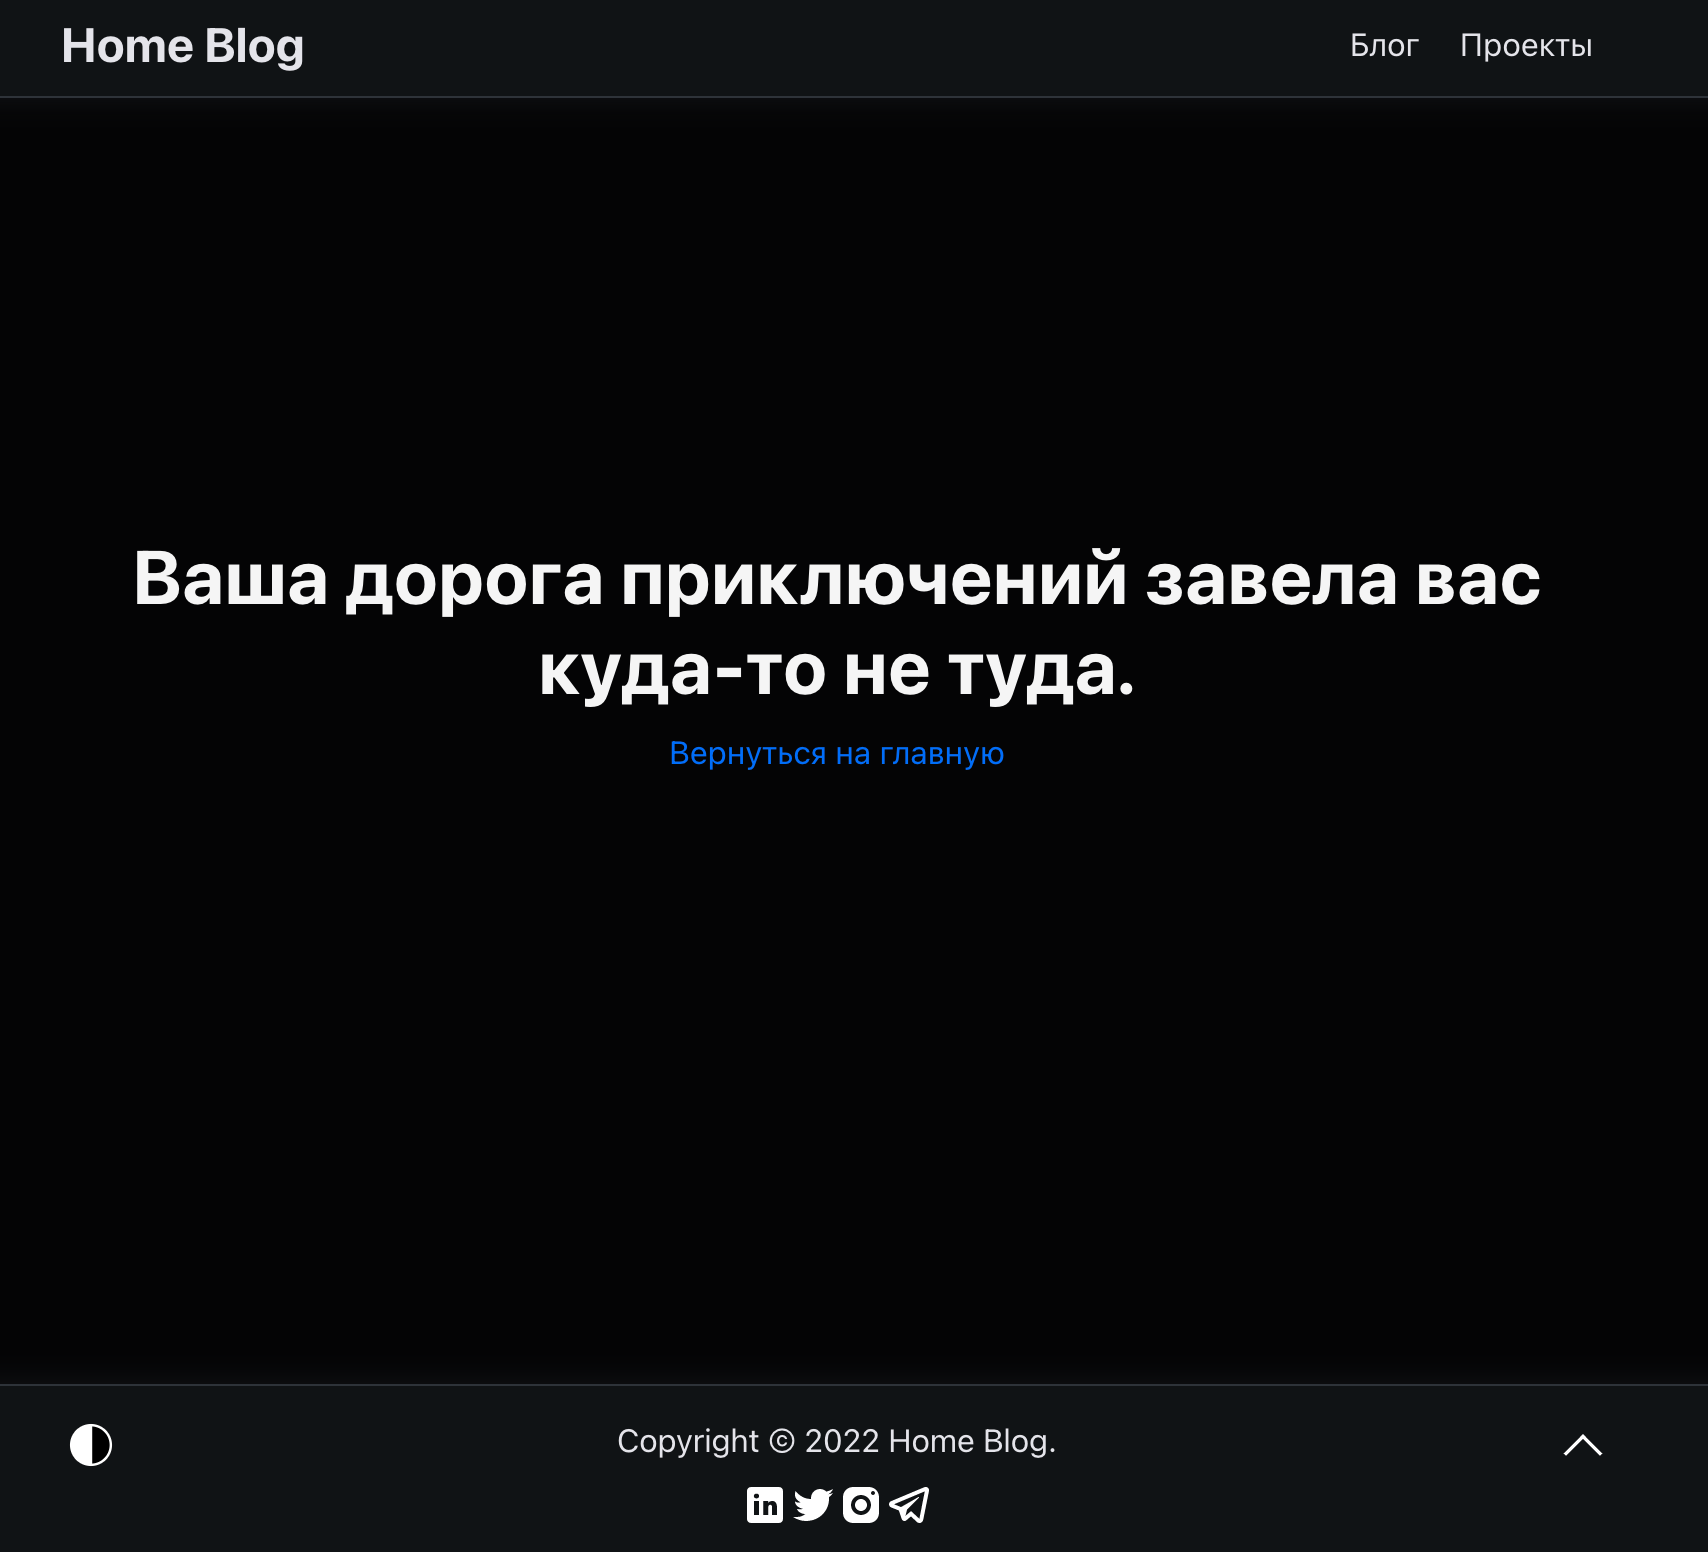 Home Blog
Блог Проекты
Ваша дорога приключений завела вас
куда-то не туда.
Вернуться на главную
Copyright © 2022 Home Blog.
in